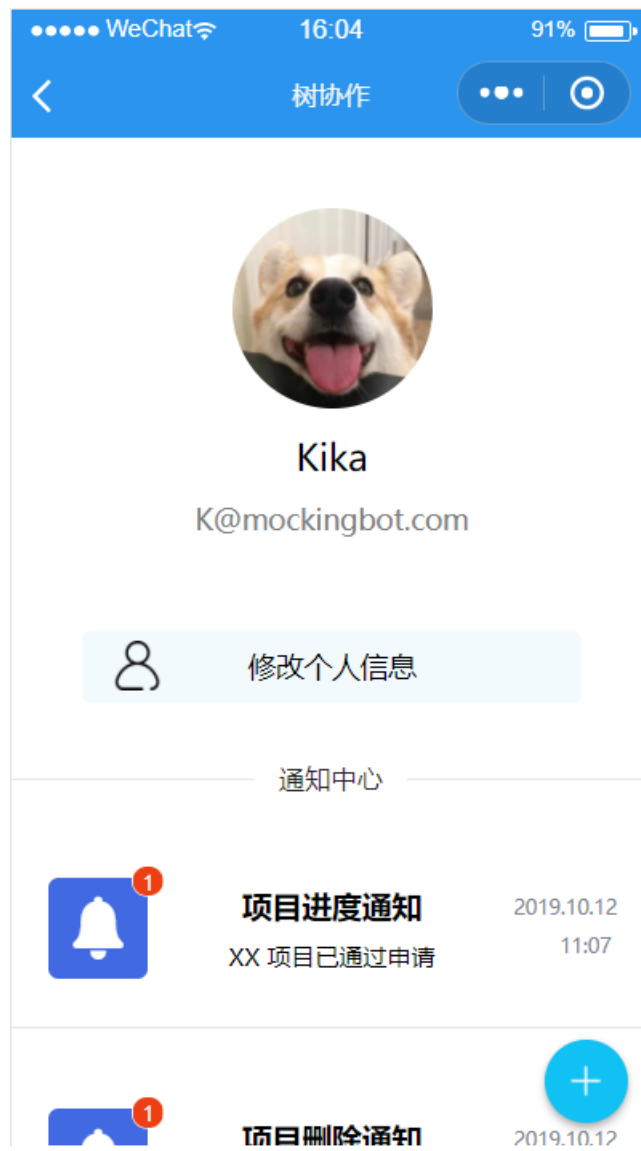 WeChat 16:04 91%
树协作
Kika
K@mockingbot.com
修改个人信息
通知中心
1
项目进度通知 2019.10.12
XX 项目已通过申请 11:07
1
项目删除通知 2019.10.12